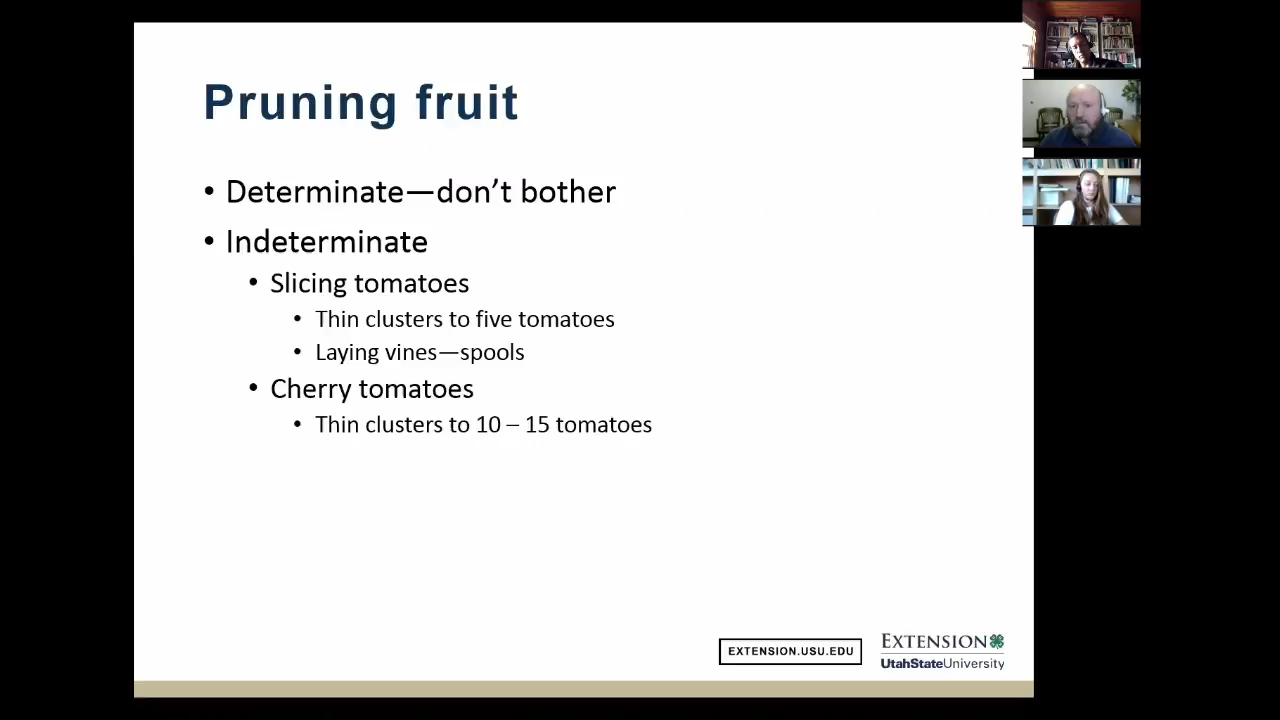 Pruning fruit
• Determinate—don’t bother
• Indeterminate
• Slicing tomatoes
• Thin clusters to five tomatoes
• Laying vines—spools
• Cherry tomatoes
• Thin clusters to 10 – 15 tomatoes
EXTENSION.USU.EDU
EXTENSION
UtahStateUniversity